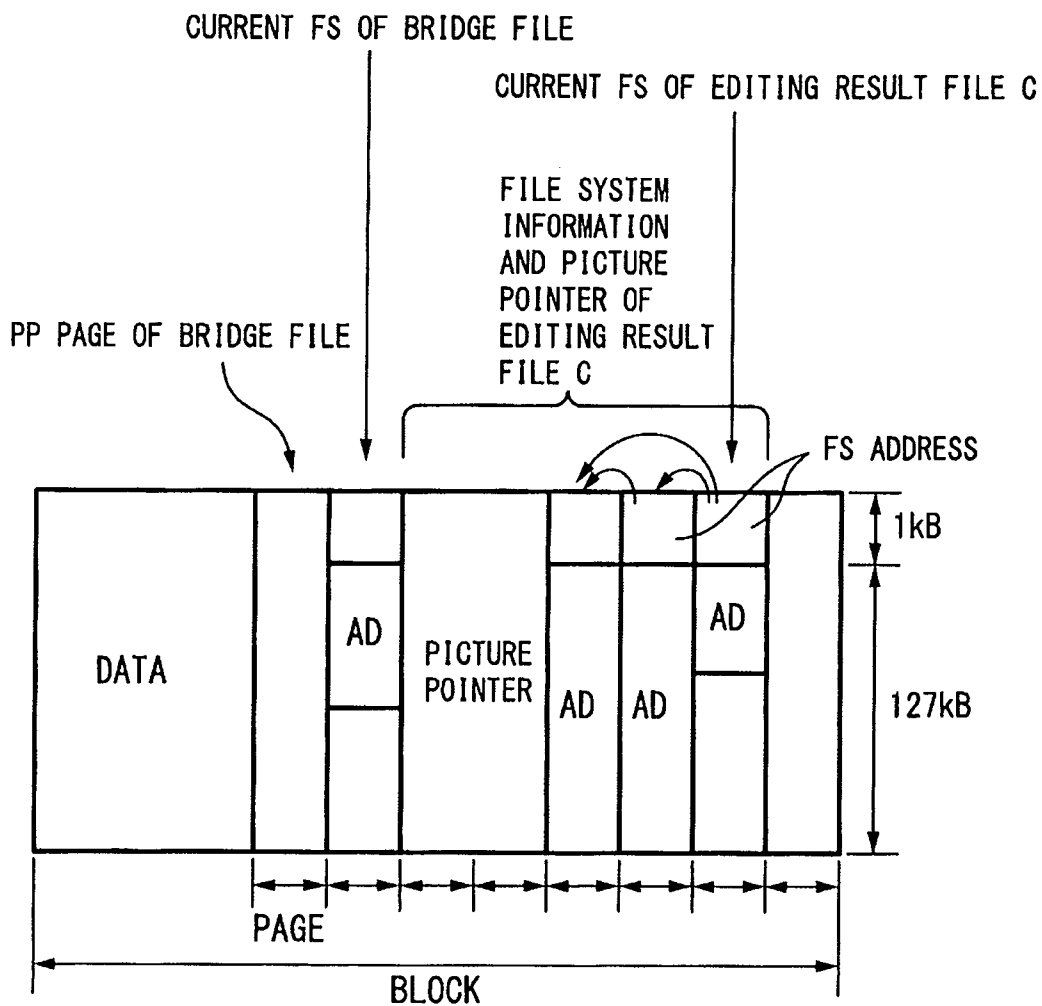 CURRENT FS OF BRIDGE FILE
CURRENT FS OF EDITING RESULT FILE C
FILE SYSTEM
INFORMATION
AND PICTURE
POINTER OF
EDITING RESULT
FILE C
PP PAGE OF BRIDGE FILE
FS ADDRESS
1kB
AD
AD
DATA
PICTURE
POINTER
AD
AD
127kB
PAGE
BLOCK